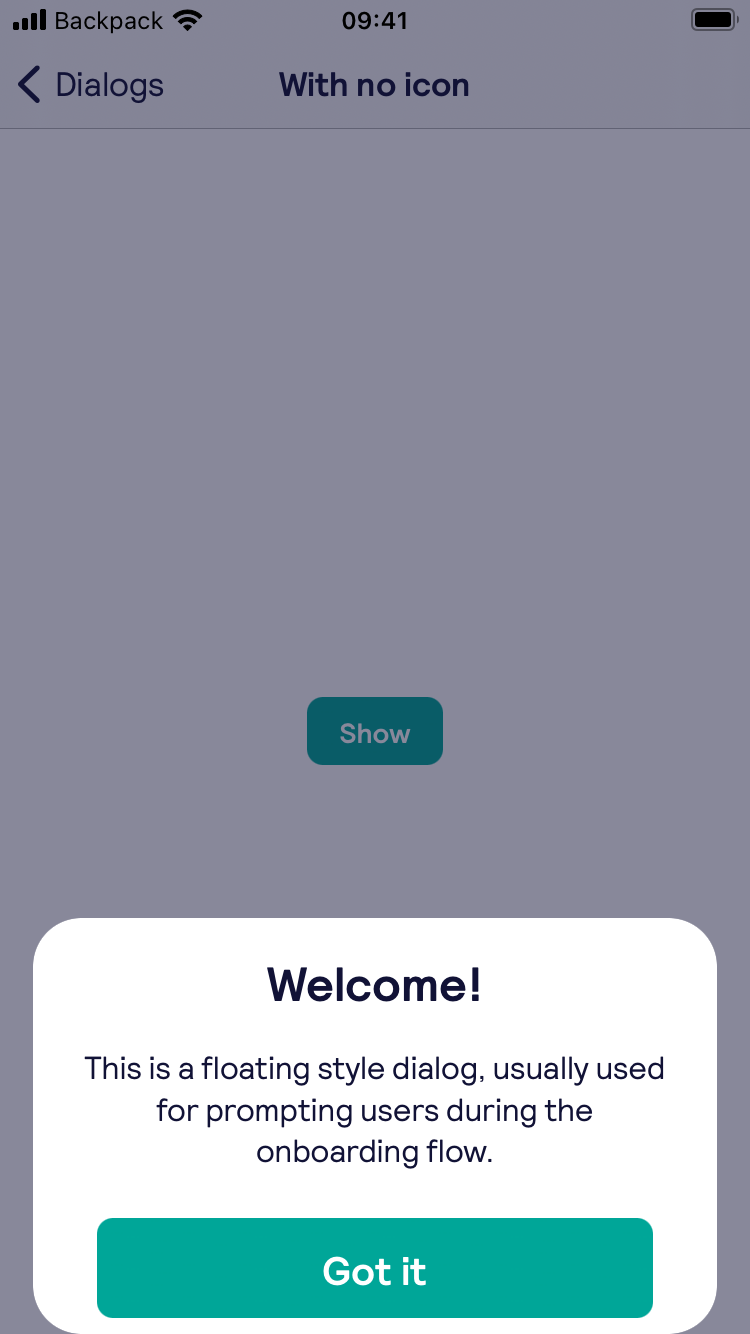 Backpack 09:41
Dialogs With no icon
Show
Welcome!
This is a floating style dialog, usually used
for prompting users during the
onboarding flow.
Got it